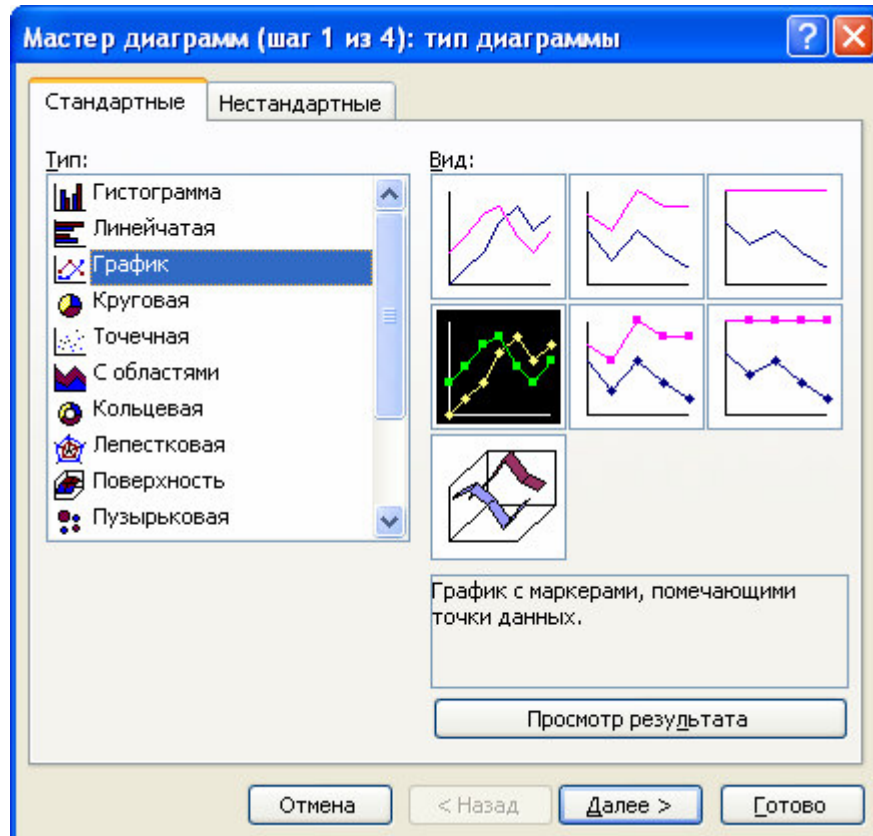 Мастер диаграмм (шаг 1 из 4): тип диаграммы
Стандартные
Нестандартные
Тип:
Гистограмма
Линейчатая
График
Круговая
Точечная
С областями
Кольцевая
Лепестковая
Поверхность
Пузырьковая
Вид:
График с маркерами, помечающими
точки данных.
Просмотр результата
Отмена
< Назад
Далее >
Готово